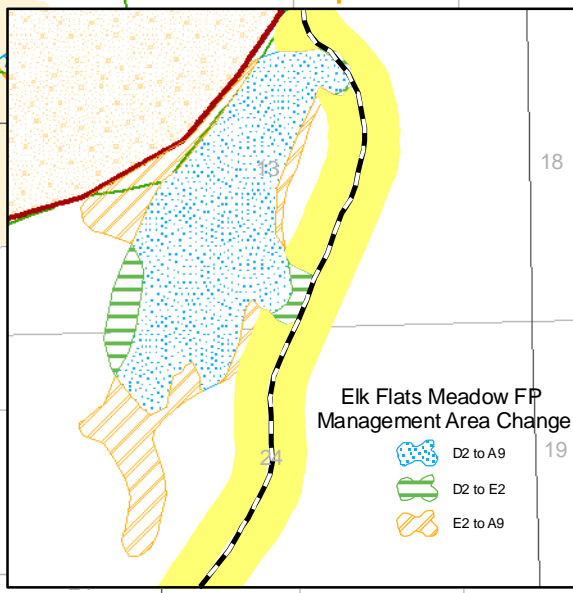 13
18
Elk Flats Meadow FP
Management Area Change
D2 to A9
24
19
D2 to E2
E2 to A9